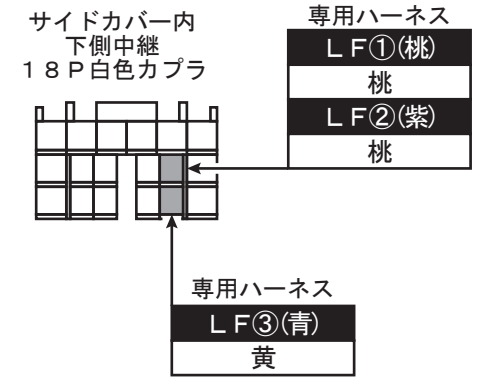 サイドカバー内
下側中継
１８Ｐ白色カプラ
専用ハーネス
ＬＦ①(桃)
桃
ＬＦ②(紫)
桃
専用ハーネス
ＬＦ③(青)
黄